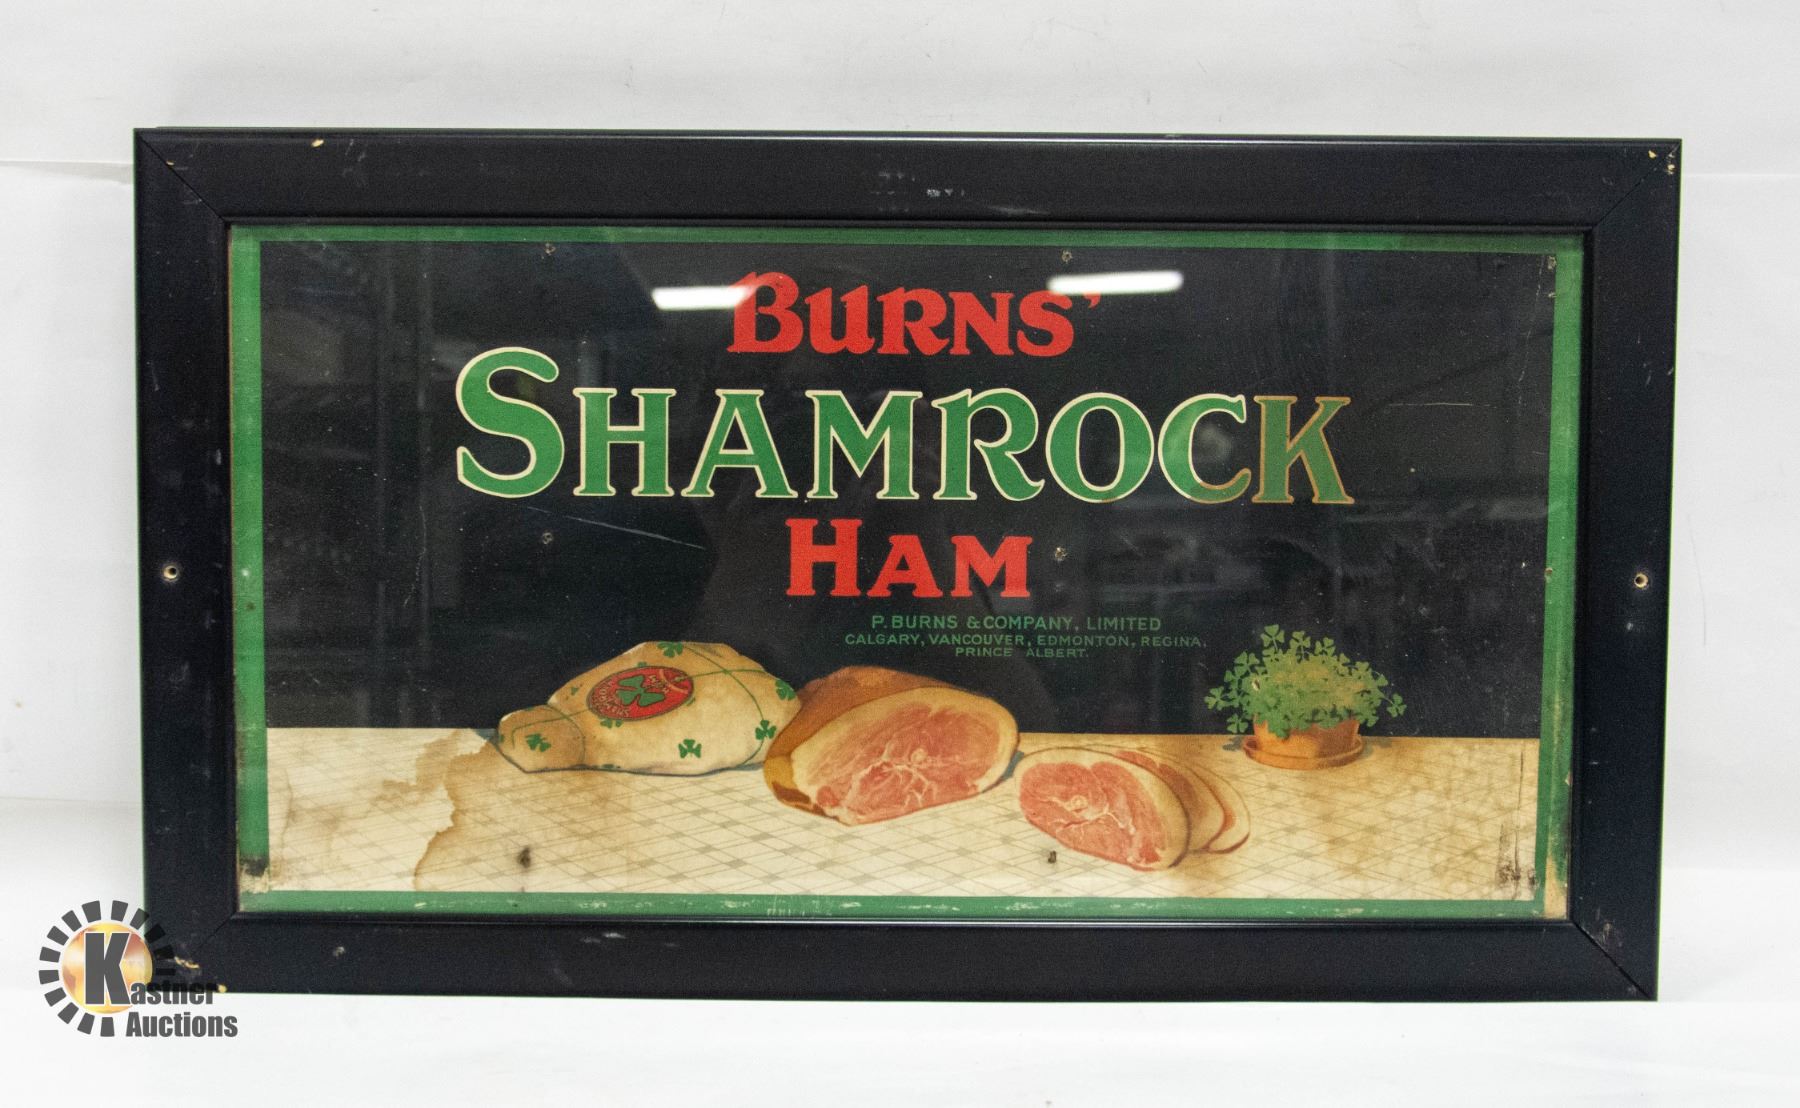 BURNS'
SHAMROCK
HAM
P. BURNS & COMPANY, LIMITED
CALGARY, VANCOUVER, EDMONTON, REGINA,
PRINCE ALBERT.
Kastner
Auctions